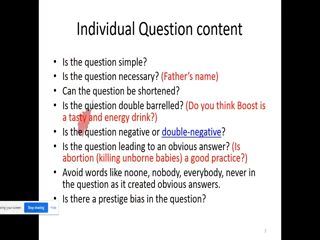 Individual Question content
• Is the question simple?
• Is the question necessary? (Father's name)
• Can the question be shortened?
• Is the question double barrelled? (Do you think Boost is
a tasty and energy drink?)
• Is the question negative or double-negative?
• Is the question leading to an obvious answer? (Is
abortion (killing unborne babies) a good practice?)
• Avoid words like noone, nobody, everybody, never in
the question as it created obvious answers.
• Is there a prestige bias in the question?
sharing your screen
Stop sharing
Hide